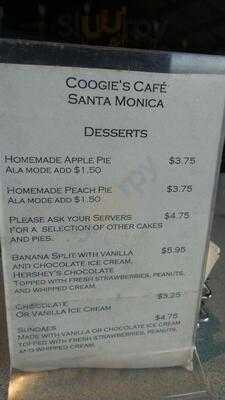 COOGIE'S CAFÉ
SANTA MONICA
DESSERTS
HOMEMADE APPLE PIE $3.75
ALA MODE ADD $1.50
HOMEMADE PEACH PIE $3.75
ALA MODE ADD $1.50
PLEASE ASK YOUR SERVERS $4.75
FOR A SELECTION OF OTHER CAKES
AND PIES.
BANANA SPLIT WITH VANILLA $5.95
AND CHOCOLATE ICE CREAM,
HERSHEY'S CHOCOLATE
TOPPED WITH FRESH STRAWBERRIES, PEANUTS,
AND WHIPPED CREAM.
CHOCOLATE $3.25
OR VANILLA ICE CREAM
SUNDAES $4.75
MADE WITH VANILLA OR CHOCOLATE ICE CREAM
TOPPED WITH FRESH STRAWBERRIES, PEANUTS,
AND WHIPPED CREAM.